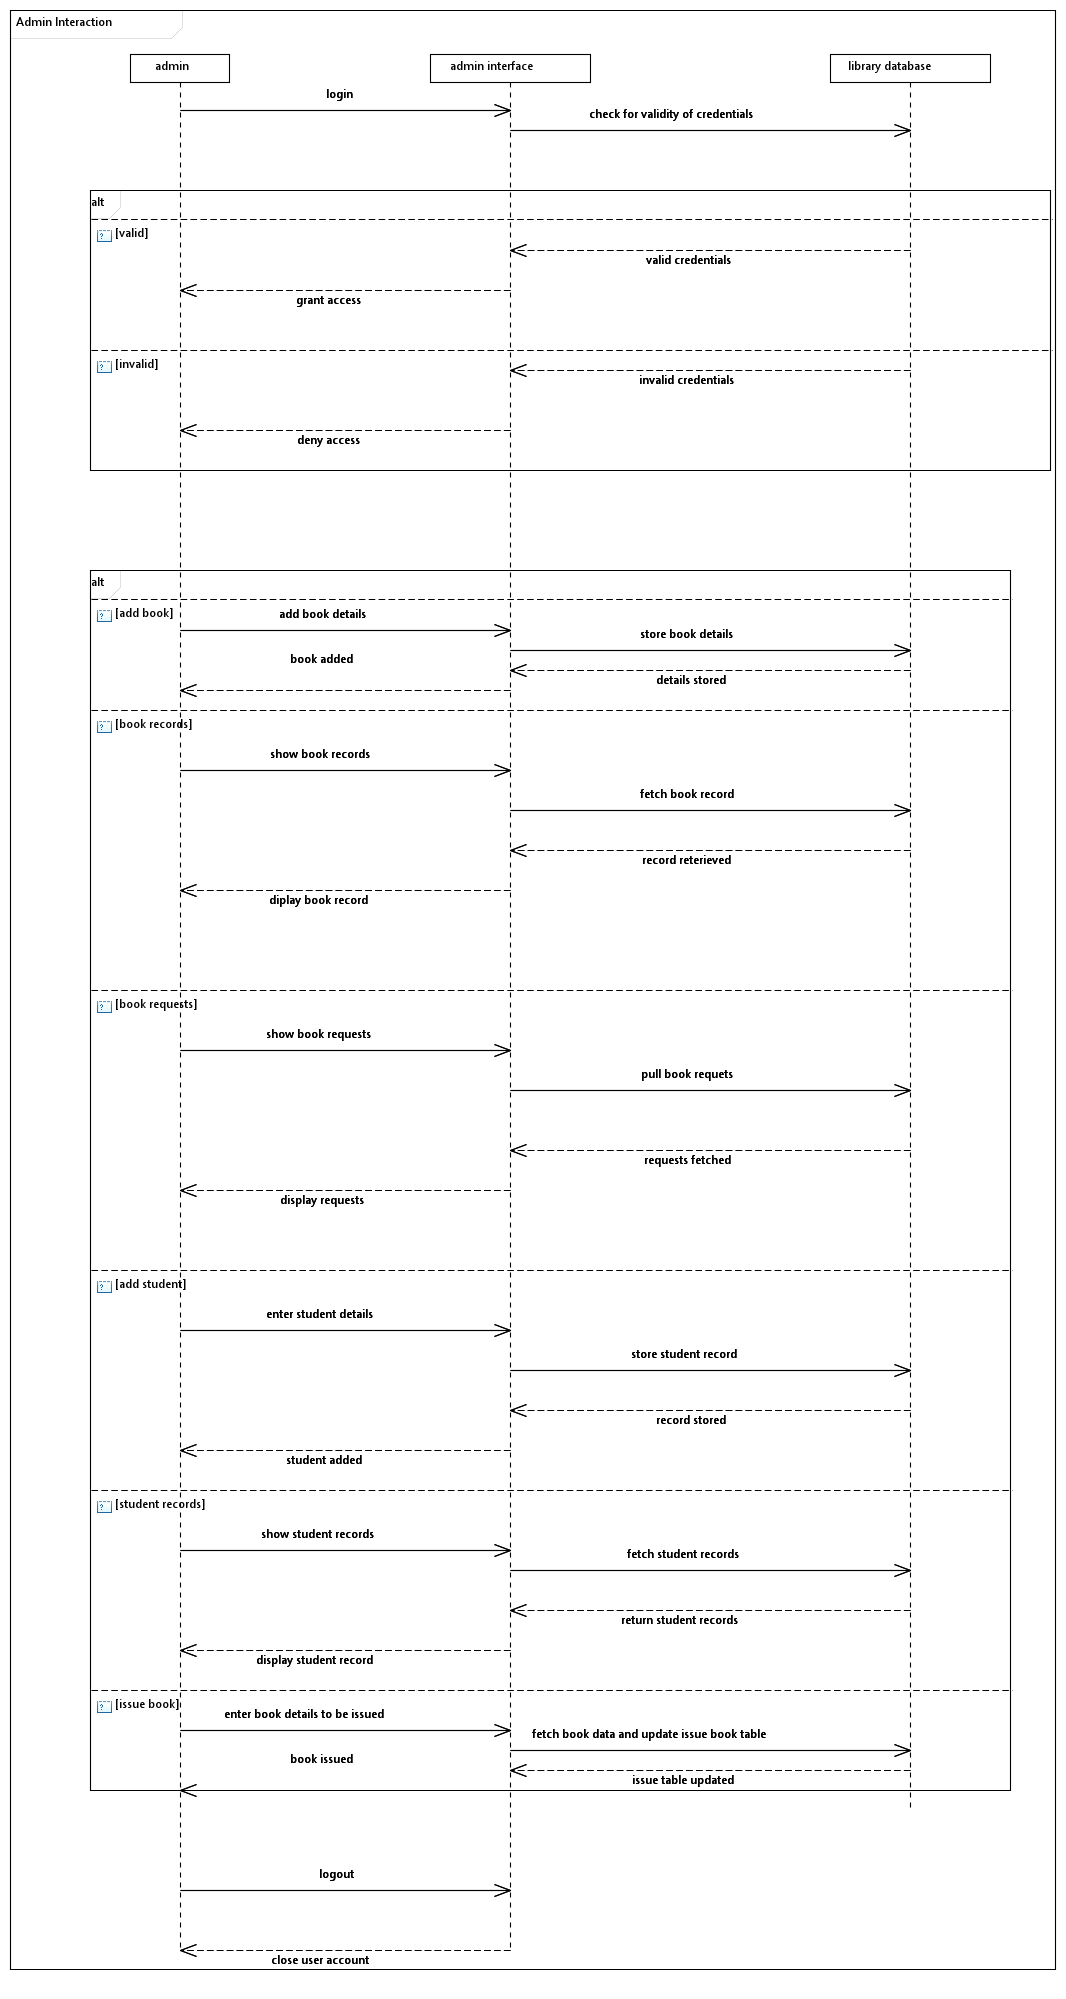 Admin Interaction
admin
admin interface
library database
login
check for validity of credentials
alt
[valid]
valid credentials
grant access
[invalid]
invalid credentials
deny access
alt
[add book]
add book details
store book details
book added
details stored
[book records]
show book records
fetch book record
record reterieved
diplay book record
[book requests]
show book requests
pull book requets
requests fetched
display requests
[add student]
enter student details
store student record
record stored
student added
[student records]
show student records
fetch student records
return student records
display student record
[issue book]
enter book details to be issued
fetch book data and update issue book table
book issued
issue table updated
logout
close user account